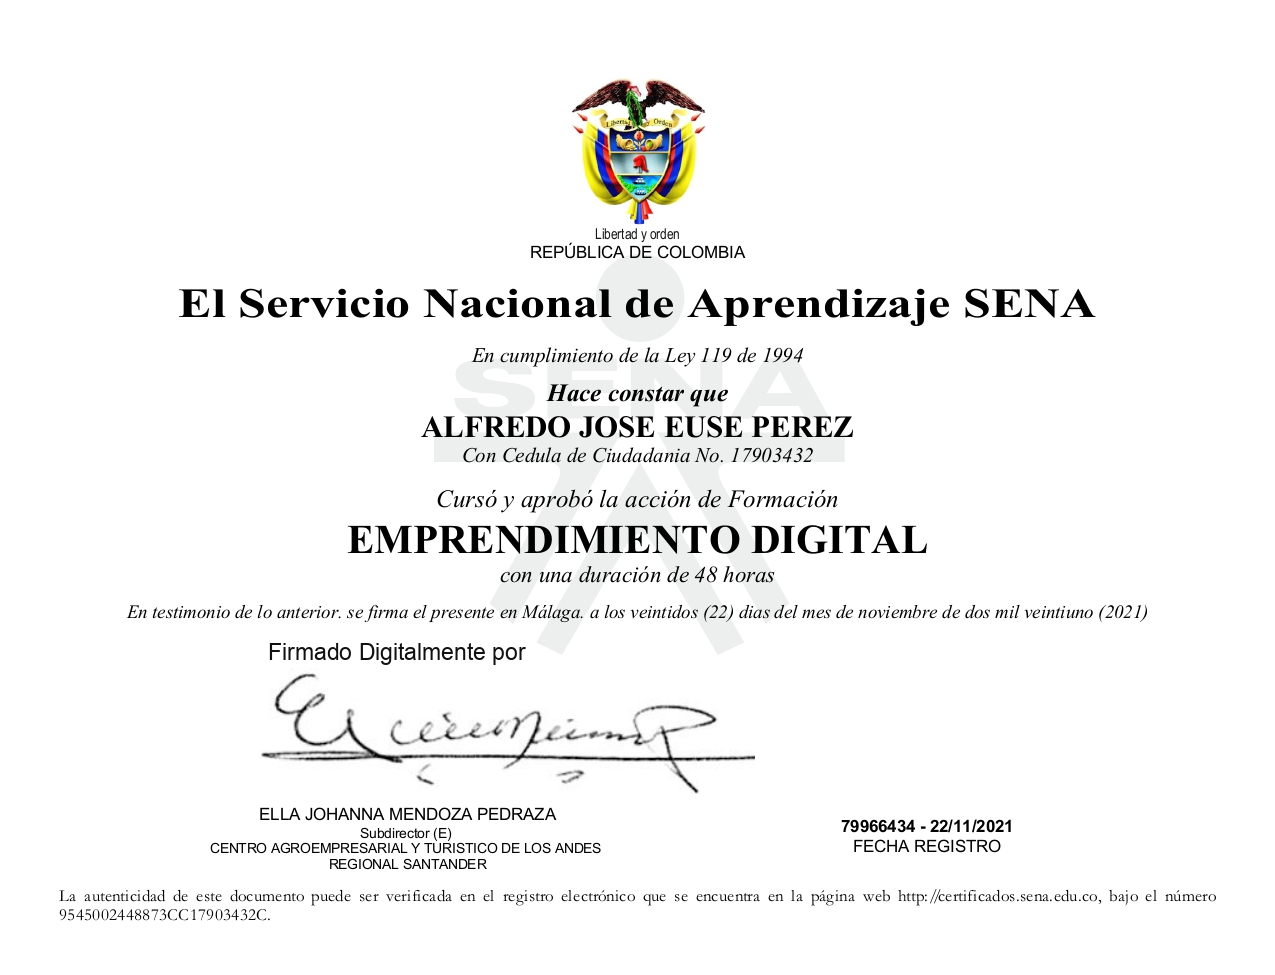 Libertad y Orden
Libertad y orden
REPÚBLICA DE COLOMBIA
El Servicio Nacional de Aprendizaje SENA
SENA
En cumplimiento de la Ley 119 de 1994
Hace constar que
ALFREDO JOSE EUSE PEREZ
Con Cedula de Ciudadania No. 17903432
Cursó y aprobó la acción de Formación
EMPRENDIMIENTO DIGITAL
con una duración de 48 horas
En testimonio de lo anterior. se firma el presente en Málaga. a los veintidos (22) dias del mes de noviembre de dos mil veintiuno (2021)
Firmado Digitalmente por
ELLA JOHANNA MENDOZA PEDRAZA
Subdirector (E)
CENTRO AGROEMPRESARIAL Y TURISTICO DE LOS ANDES
REGIONAL SANTANDER
79966434 - 22/11/2021
FECHA REGISTRO
La autenticidad de este documento puede ser verificada en el registro electrónico que se encuentra en la página web http://certificados.sena.edu.co, bajo el número
9545002448873CC17903432C.